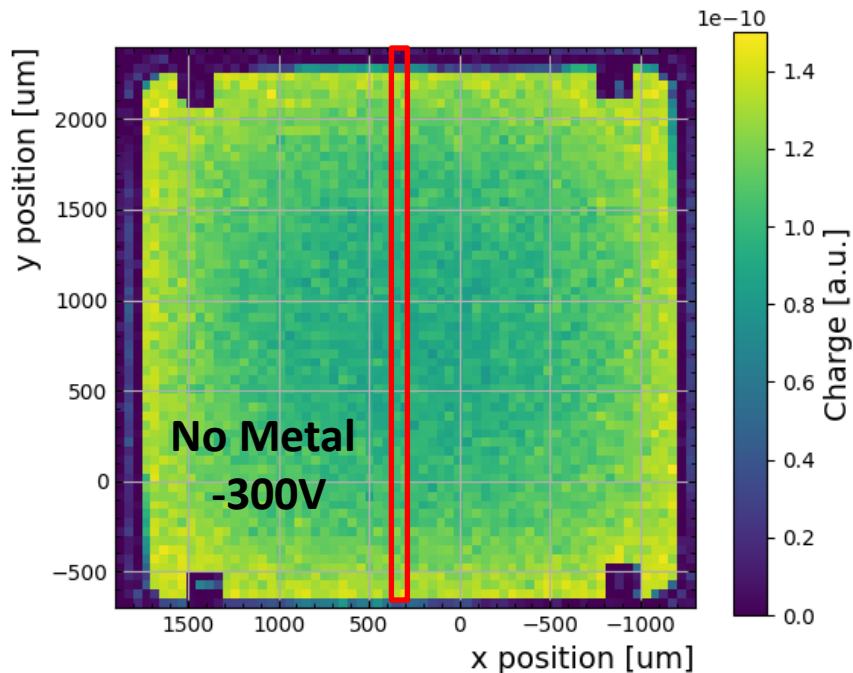 1e−10
y position [um]
2000
1500
1000
500
0
−500
No Metal
-300V
1500 1000 500 0 −500 −1000
x position [um]
1.4
1.2
1.0
0.8
0.6
0.4
0.2
0.0
Charge [a.u.]